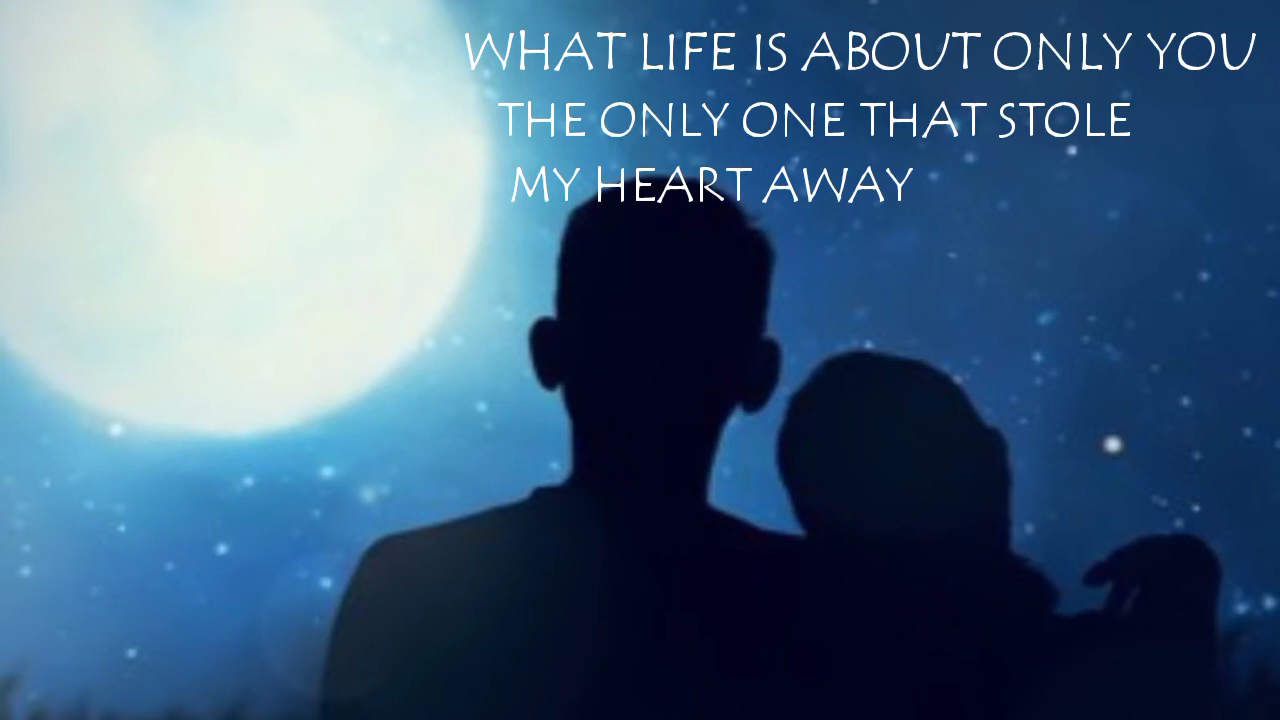 WHAT LIFE IS ABOUT ONLY YOU
THE ONLY ONE THAT STOLE
MY HEART AWAY